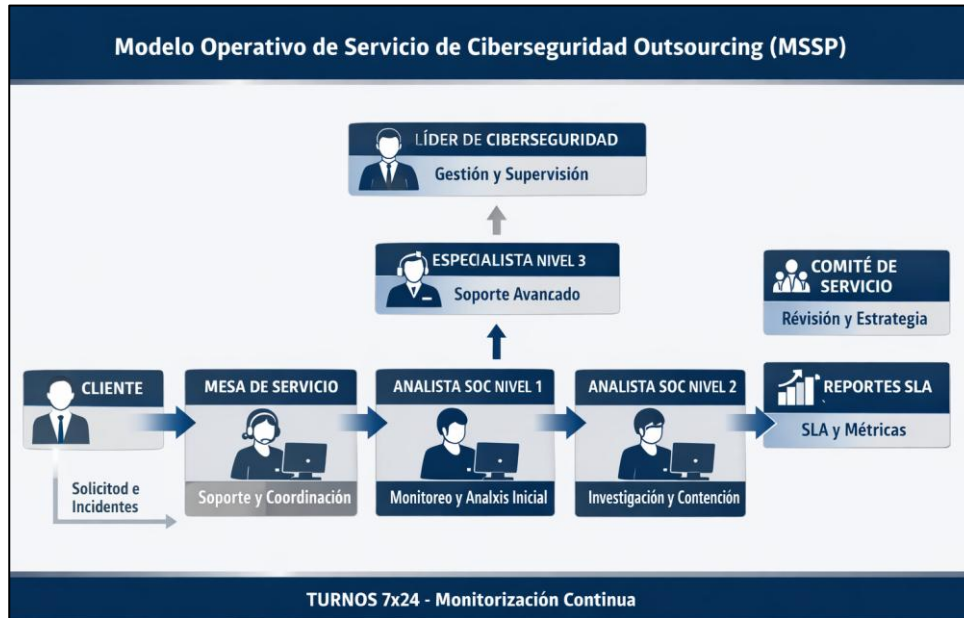 Modelo Operativo de Servicio de Ciberseguridad Outsourcing (MSSP)
LÍDER DE CIBERSEGURIDAD
Gestión y Supervisión
ESPECIALISTA NIVEL 3
Soporte Avancado
COMITÉ DE
SERVICIO
Révisión y Estrategia
CLIENTE
MESA DE SERVICIO
ANALISTA SOC NIVEL 1
ANALISTA SOC NIVEL 2
REPORTES SLA
SLA y Métricas
Soporte y Coordinación
Monitoreo y Analxis Inicial
Investigación y Contención
Solicitod e
Incidentes
TURNOS 7x24 - Monitorización Continua